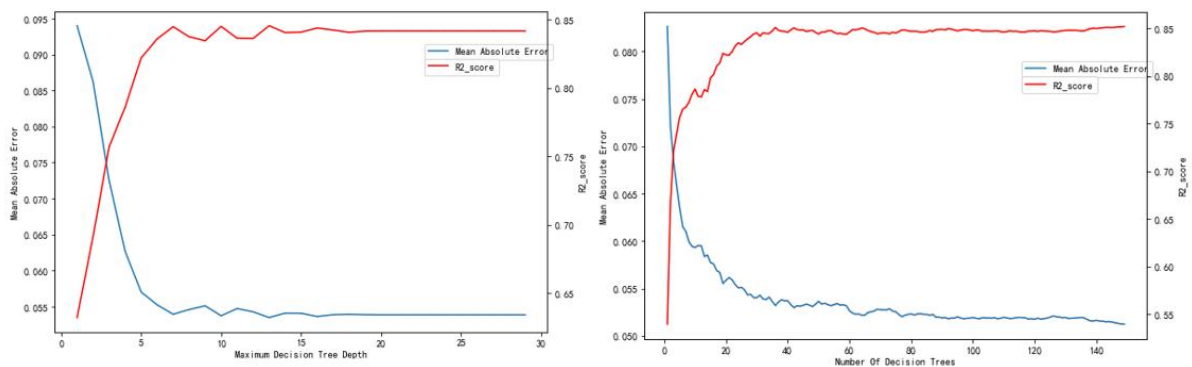 0.095
0.090
0.085
0.080
0.075
0.070
0.065
0.060
0.055
Mean Absolute Error
0.85
0.80
0.75
0.70
0.65
R2_score
Mean Absolute Error
R2_score
0 5 10 15 20 25 30
Maximum Decision Tree Depth
0.080
0.075
0.070
0.065
0.060
0.055
0.050
Mean Absolute Error
0.85
0.80
0.75
0.70
0.65
0.60
0.55
R2_score
Mean Absolute Error
R2_score
0 20 40 60 80 100 120 140
Number Of Decision Trees